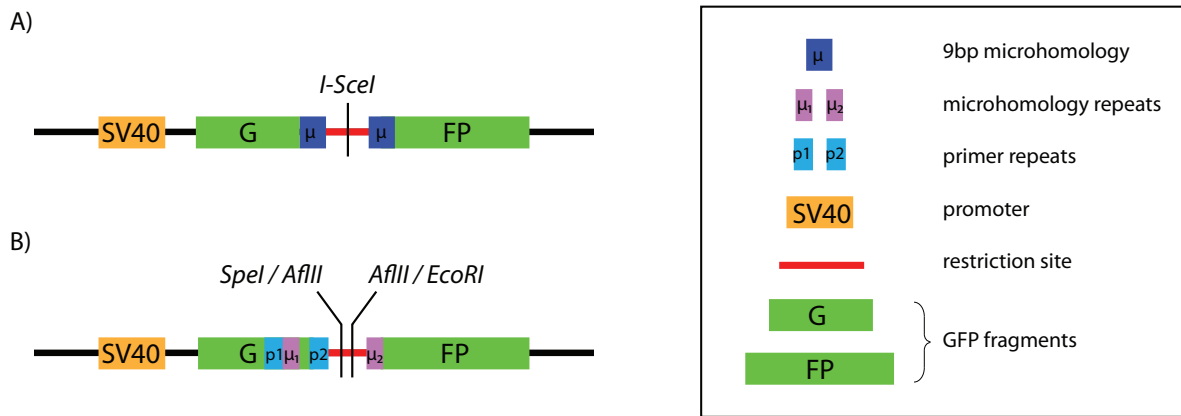 A)
I-SceI
SV40 G μ μ FP
B)
SpeI / AflII AflII / EcoRI
SV40 G p1 μ1 p2 μ2 FP
μ 9bp microhomology
μ1 μ2 microhomology repeats
p1 p2 primer repeats
SV40 promoter
restriction site
G
GFP fragments
FP